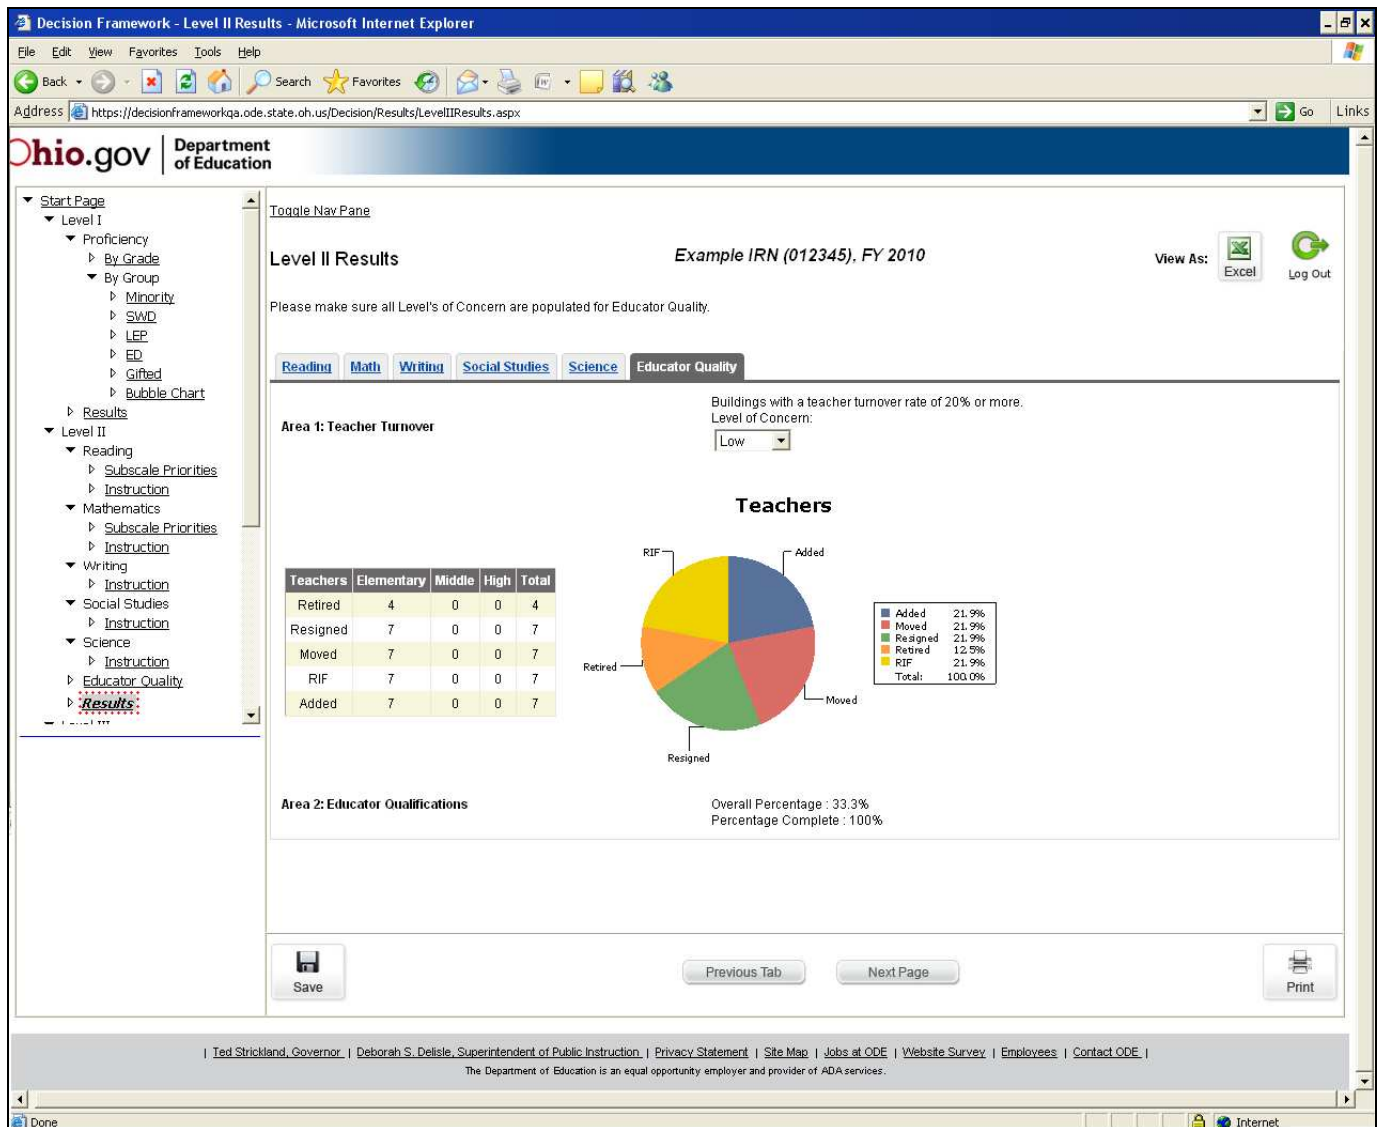 Decision Framework - Level II Results - Microsoft Internet Explorer
File Edit View Favorites Tools Help
Back Search Favorites
Address https://decisionframeworkqa.ode.state.oh.us/Decision/Results/LevelIIResults.aspx Go Links
Ohio.gov Department of Education
Start Page
Level I
Proficiency
By Grade
By Group
Minority
SWD
LEP
ED
Gifted
Bubble Chart
Results
Level II
Reading
Subscale Priorities
Instruction
Mathematics
Subscale Priorities
Instruction
Writing
Instruction
Social Studies
Instruction
Science
Instruction
Educator Quality
Results
Level III
Toggle Nav Pane
Level II Results Example IRN (012345), FY 2010 View As: Excel Log Out
Please make sure all Level's of Concern are populated for Educator Quality.
Reading Math Writing Social Studies Science Educator Quality
Area 1: Teacher Turnover
Buildings with a teacher turnover rate of 20% or more.
Level of Concern:
Low
Teachers Elementary Middle High Total
Retired 4 0 0 4
Resigned 7 0 0 7
Moved 7 0 0 7
RIF 7 0 0 7
Added 7 0 0 7
Teachers
RIF
Added
Retired
Moved
Resigned
Added 21.9%
Moved 21.9%
Resigned 21.9%
Retired 12.5%
RIF 21.9%
Total: 100.0%
Area 2: Educator Qualifications
Overall Percentage : 33.3%
Percentage Complete : 100%
Save Previous Tab Next Page Print
| Ted Strickland, Governor | Deborah S. Delisle, Superintendent of Public Instruction | Privacy Statement | Site Map | Jobs at ODE | Website Survey | Employees | Contact ODE |
The Department of Education is an equal opportunity employer and provider of ADA services.
Done Internet